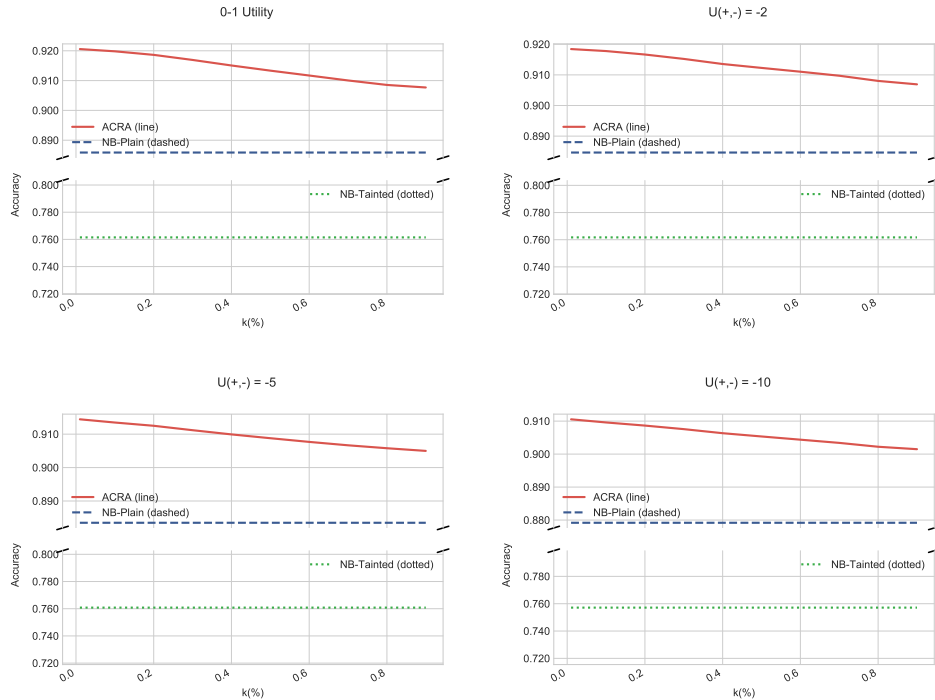 0-1 Utility
0.920
0.910
0.900
0.890
ACRA (line)
NB-Plain (dashed)
0.800
0.780
0.760
0.740
0.720
NB-Tainted (dotted)
Accuracy
0.0
0.2
0.4
0.6
0.8
k(%)
U(+,-) = -2
0.920
0.910
0.900
0.890
ACRA (line)
NB-Plain (dashed)
0.800
0.780
0.760
0.740
0.720
NB-Tainted (dotted)
Accuracy
0.0
0.2
0.4
0.6
0.8
k(%)
U(+,-) = -5
0.910
0.900
0.890
ACRA (line)
NB-Plain (dashed)
0.800
0.780
0.760
0.740
0.720
NB-Tainted (dotted)
Accuracy
0.0
0.2
0.4
0.6
0.8
k(%)
U(+,-) = -10
0.910
0.900
0.890
0.880
ACRA (line)
NB-Plain (dashed)
0.780
0.760
0.740
0.720
NB-Tainted (dotted)
Accuracy
0.0
0.2
0.4
0.6
0.8
k(%)